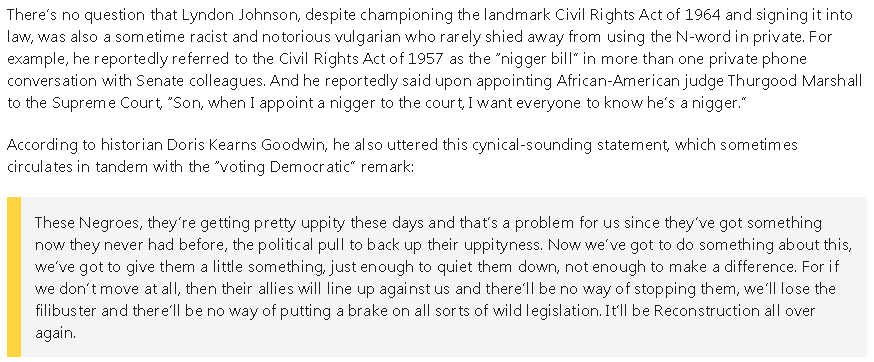 There's no question that Lyndon Johnson, despite championing the landmark Civil Rights Act of 1964 and signing it into
law, was also a sometime racist and notorious vulgarian who rarely shied away from using the N-word in private. For
example, he reportedly referred to the Civil Rights Act of 1957 as the "nigger bill" in more than one private phone
conversation with Senate colleagues. And he reportedly said upon appointing African-American judge Thurgood Marshall
to the Supreme Court, "Son, when I appoint a nigger to the court, I want everyone to know he's a nigger."
According to historian Doris Kearns Goodwin, he also uttered this cynical-sounding statement, which sometimes
circulates in tandem with the "voting Democratic" remark:
These Negroes, they're getting pretty uppity these days and that's a problem for us since they've got something
now they never had before, the political pull to back up their uppityness. Now we've got to do something about this,
we've got to give them a little something, just enough to quiet them down, not enough to make a difference. For if
we don't move at all, then their allies will line up against us and there'll be no way of stopping them, we'll lose the
filibuster and there'll be no way of putting a brake on all sorts of wild legislation. It'll be Reconstruction all over
again.